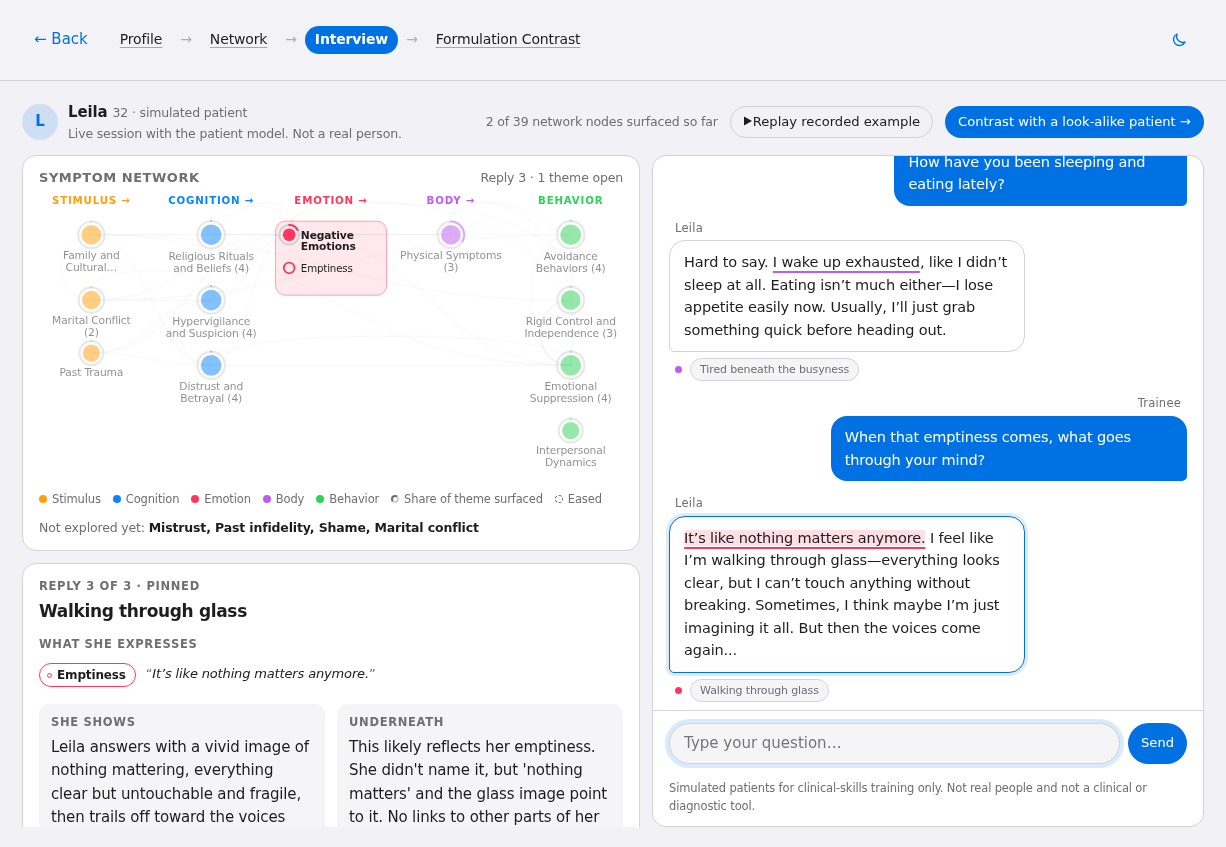 ← Back
Profile
→
Network
→
Interview
→
Formulation Contrast
L
Leila 32 · simulated patient
Live session with the patient model. Not a real person.
2 of 39 network nodes surfaced so far
Replay recorded example
Contrast with a look-alike patient →
SYMPTOM NETWORK
Reply 3 · 1 theme open
STIMULUS →
COGNITION →
EMOTION →
BODY →
BEHAVIOR
Family and
Cultural…
Marital Conflict
(2)
Past Trauma
Religious Rituals
and Beliefs (4)
Hypervigilance
and Suspicion (4)
Distrust and
Betrayal (4)
Negative
Emotions
Emptiness
Physical Symptoms
(3)
Avoidance
Behaviors (4)
Rigid Control and
Independence (3)
Emotional
Suppression (4)
Interpersonal
Dynamics
Stimulus
Cognition
Emotion
Body
Behavior
Share of theme surfaced
Eased
Not explored yet: Mistrust, Past infidelity, Shame, Marital conflict
REPLY 3 OF 3 · PINNED
Walking through glass
WHAT SHE EXPRESSES
Emptiness
“It’s like nothing matters anymore.”
SHE SHOWS
Leila answers with a vivid image of
nothing mattering, everything
clear but untouchable and fragile,
then trails off toward the voices
UNDERNEATH
This likely reflects her emptiness.
She didn't name it, but 'nothing
matters' and the glass image point
to it. No links to other parts of her
How have you been sleeping and
eating lately?
Leila
Hard to say. I wake up exhausted, like I didn’t
sleep at all. Eating isn’t much either—I lose
appetite easily now. Usually, I’ll just grab
something quick before heading out.
Tired beneath the busyness
Trainee
When that emptiness comes, what goes
through your mind?
Leila
It’s like nothing matters anymore. I feel like
I’m walking through glass—everything looks
clear, but I can’t touch anything without
breaking. Sometimes, I think maybe I’m just
imagining it all. But then the voices come
again…
Walking through glass
Type your question…
Send
Simulated patients for clinical-skills training only. Not real people and not a clinical or
diagnostic tool.